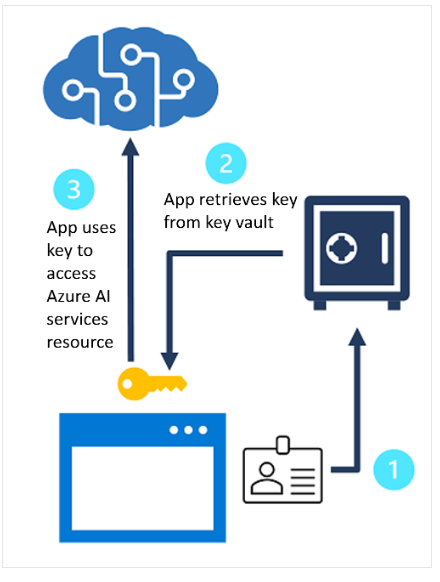 2
App retrieves key
from key vault
3
App uses
key to
access
Azure AI
services
resource
1